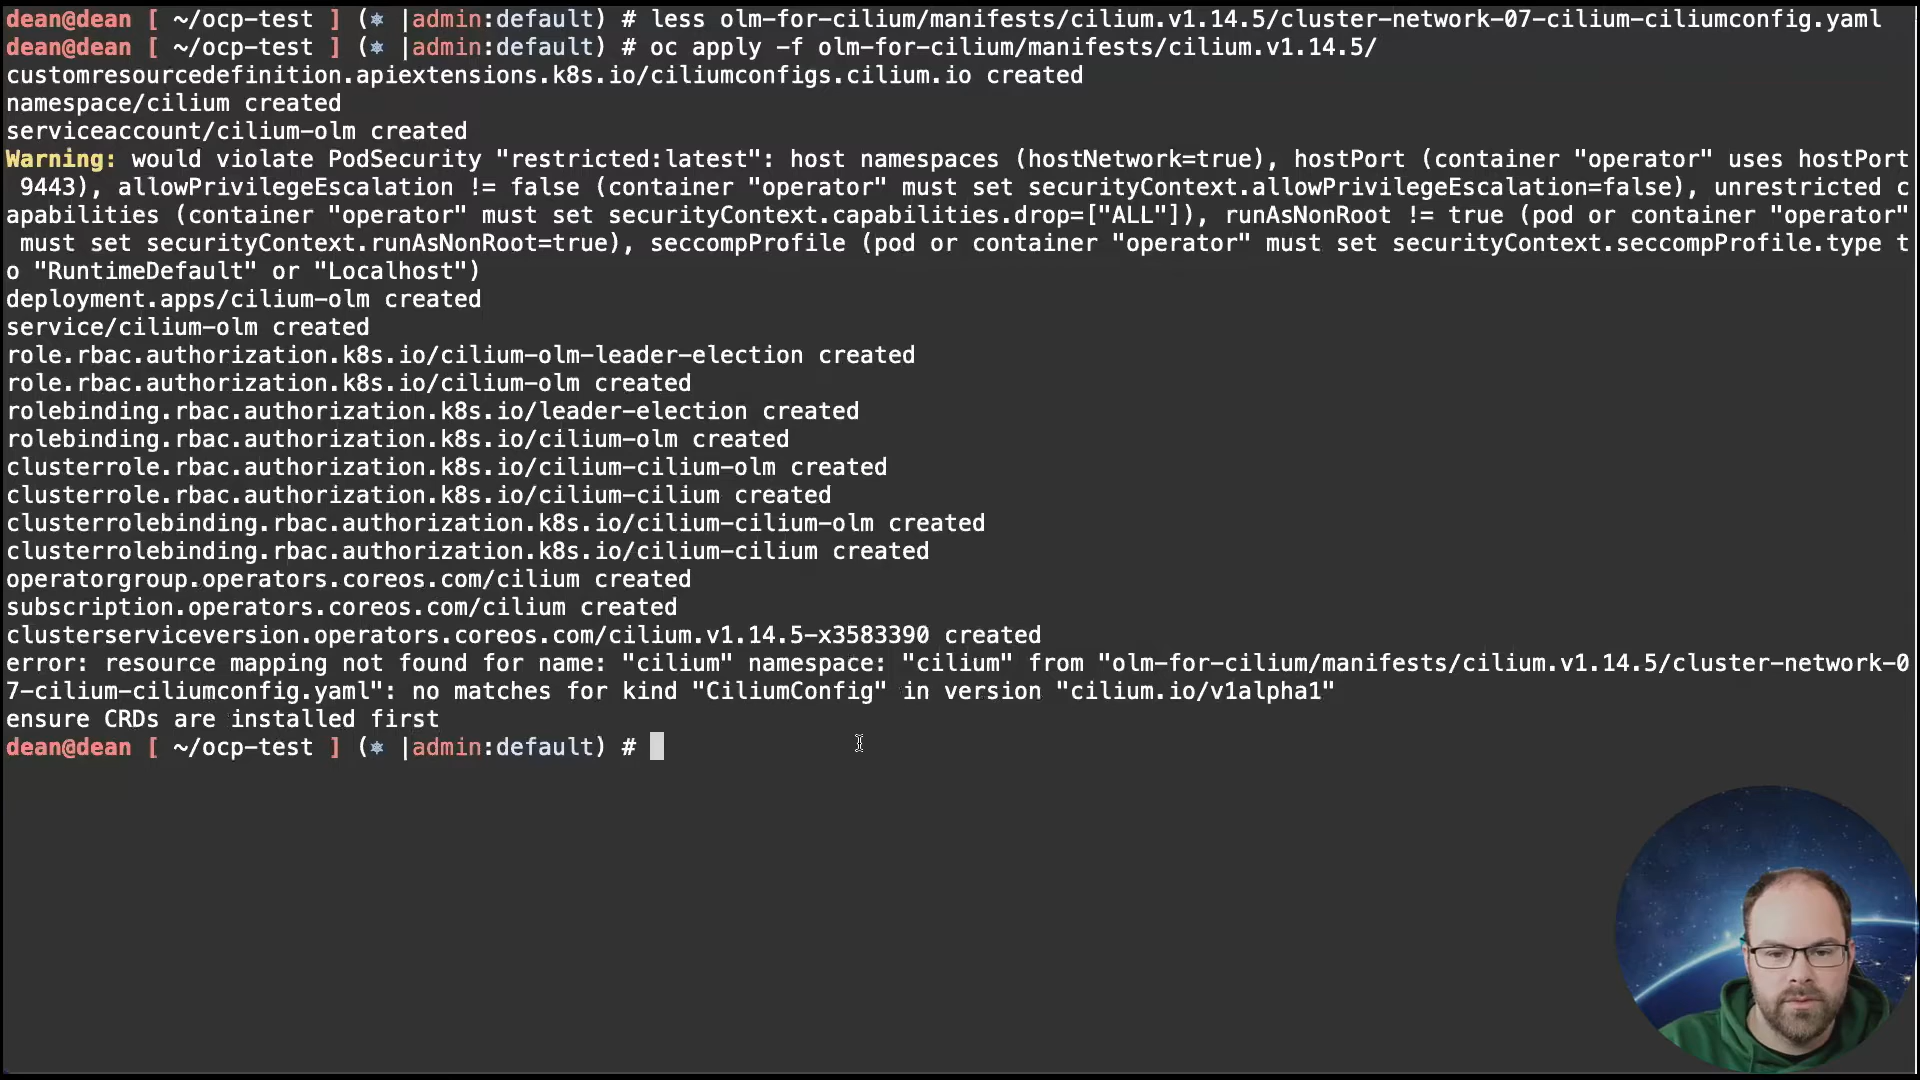 dean@dean [ ~/ocp-test ] (⎈ |admin:default) # less olm-for-cilium/manifests/cilium.v1.14.5/cluster-network-07-cilium-ciliumconfig.yaml
dean@dean [ ~/ocp-test ] (⎈ |admin:default) # oc apply -f olm-for-cilium/manifests/cilium.v1.14.5/
customresourcedefinition.apiextensions.k8s.io/ciliumconfigs.cilium.io created
namespace/cilium created
serviceaccount/cilium-olm created
Warning: would violate PodSecurity "restricted:latest": host namespaces (hostNetwork=true), hostPort (container "operator" uses hostPort
 9443), allowPrivilegeEscalation != false (container "operator" must set securityContext.allowPrivilegeEscalation=false), unrestricted c
apabilities (container "operator" must set securityContext.capabilities.drop=["ALL"]), runAsNonRoot != true (pod or container "operator"
 must set securityContext.runAsNonRoot=true), seccompProfile (pod or container "operator" must set securityContext.seccompProfile.type t
o "RuntimeDefault" or "Localhost")
deployment.apps/cilium-olm created
service/cilium-olm created
role.rbac.authorization.k8s.io/cilium-olm-leader-election created
role.rbac.authorization.k8s.io/cilium-olm created
rolebinding.rbac.authorization.k8s.io/leader-election created
rolebinding.rbac.authorization.k8s.io/cilium-olm created
clusterrole.rbac.authorization.k8s.io/cilium-cilium-olm created
clusterrole.rbac.authorization.k8s.io/cilium-cilium created
clusterrolebinding.rbac.authorization.k8s.io/cilium-cilium-olm created
clusterrolebinding.rbac.authorization.k8s.io/cilium-cilium created
operatorgroup.operators.coreos.com/cilium created
subscription.operators.coreos.com/cilium created
clusterserviceversion.operators.coreos.com/cilium.v1.14.5-x3583390 created
error: resource mapping not found for name: "cilium" namespace: "cilium" from "olm-for-cilium/manifests/cilium.v1.14.5/cluster-network-0
7-cilium-ciliumconfig.yaml": no matches for kind "CiliumConfig" in version "cilium.io/v1alpha1"
ensure CRDs are installed first
dean@dean [ ~/ocp-test ] (⎈ |admin:default) #